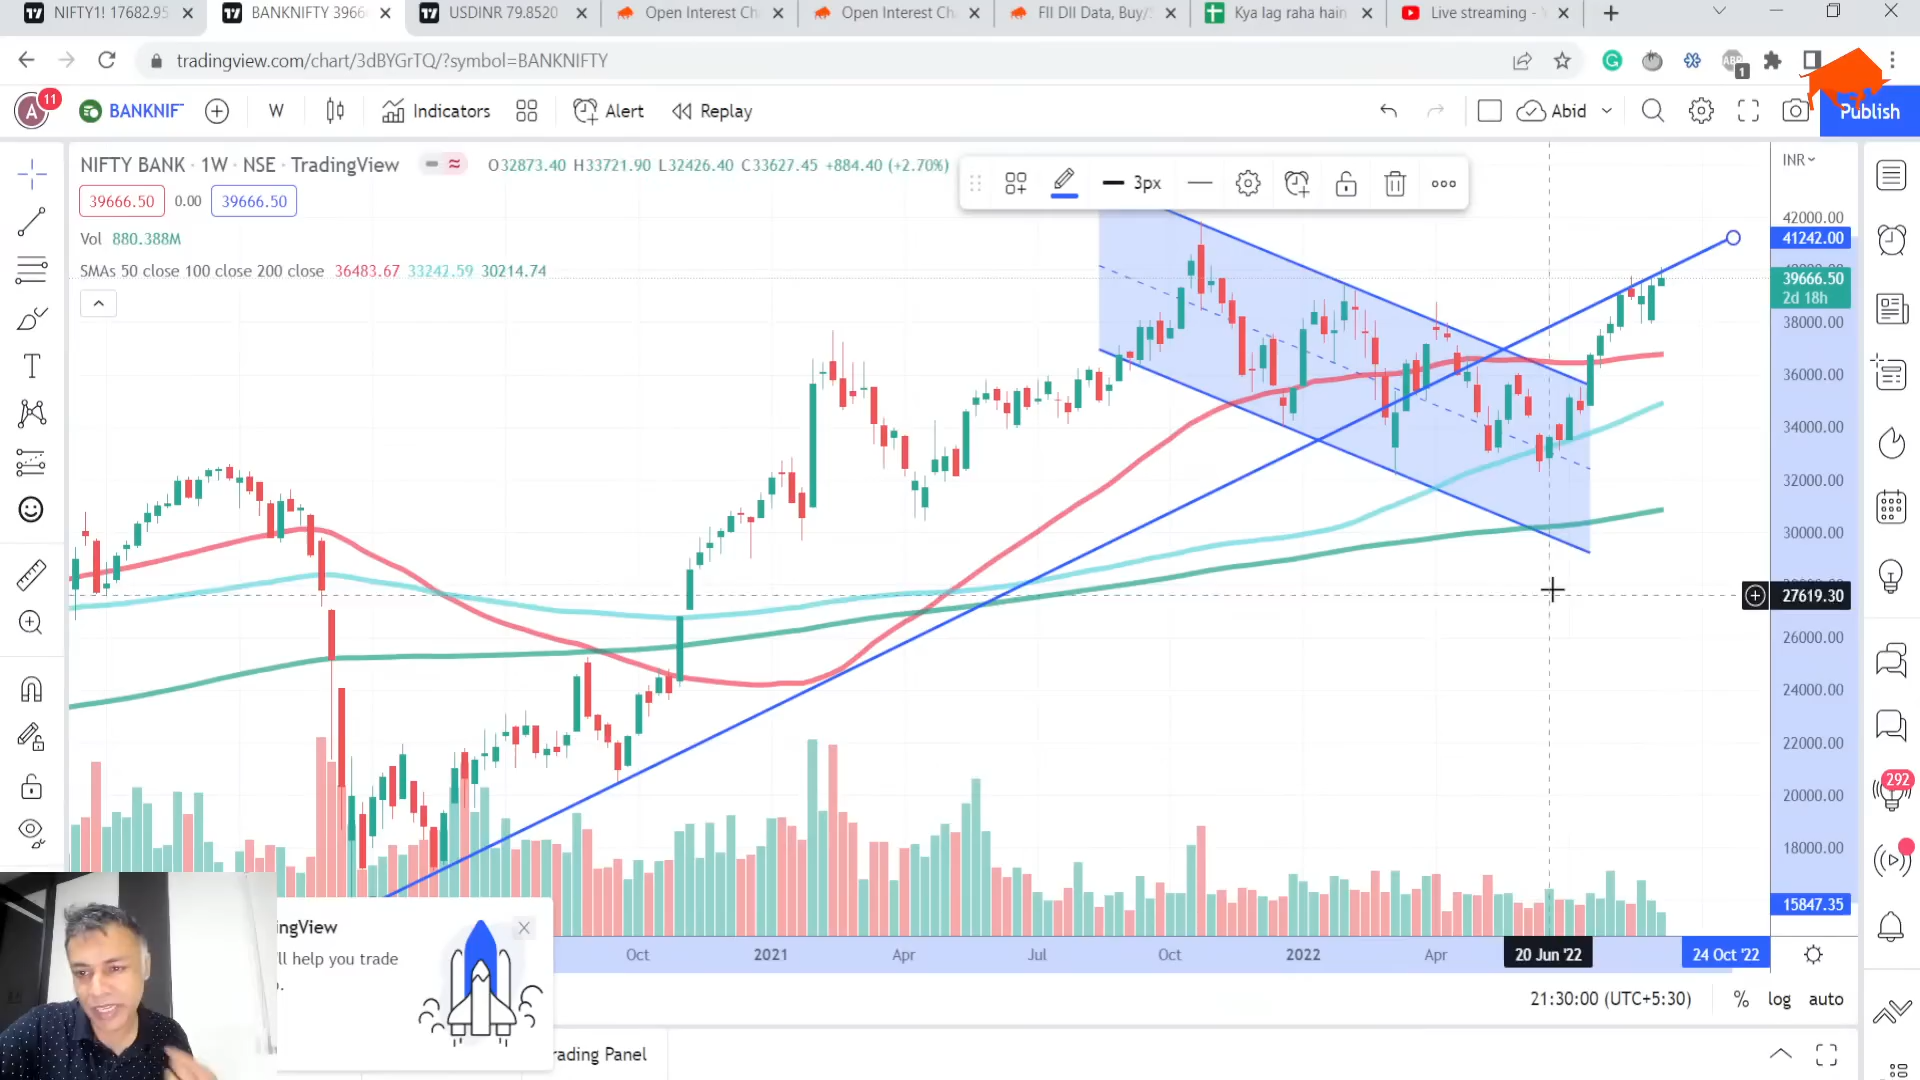 NIFTY1! 17682.95
BANKNIFTY 3966
USDINR 79.8520
Open Interest Ch
Open Interest Ch
FII DII Data, Buy/
Kya lag raha hain
Live streaming -
tradingview.com/chart/3dBYGrTQ/?symbol=BANKNIFTY
ABP
1
A
11
BANKNIF
W
Indicators
Alert
Replay
Abid
Publish
NIFTY BANK · 1W · NSE · TradingView
O32873.40 H33721.90 L32426.40 C33627.45 +884.40 (+2.70%)
3px
INR
39666.50
0.00
39666.50
Vol 880.388M
SMAs 50 close 100 close 200 close 36483.67 33242.59 30214.74
42000.00
41242.00
39666.50
2d 18h
38000.00
36000.00
34000.00
32000.00
30000.00
27619.30
26000.00
24000.00
22000.00
20000.00
18000.00
15847.35
292
Oct
2021
Apr
Jul
Oct
2022
Apr
20 Jun '22
24 Oct '22
ingView
'll help you trade
21:30:00 (UTC+5:30)
%
log
auto
rading Panel